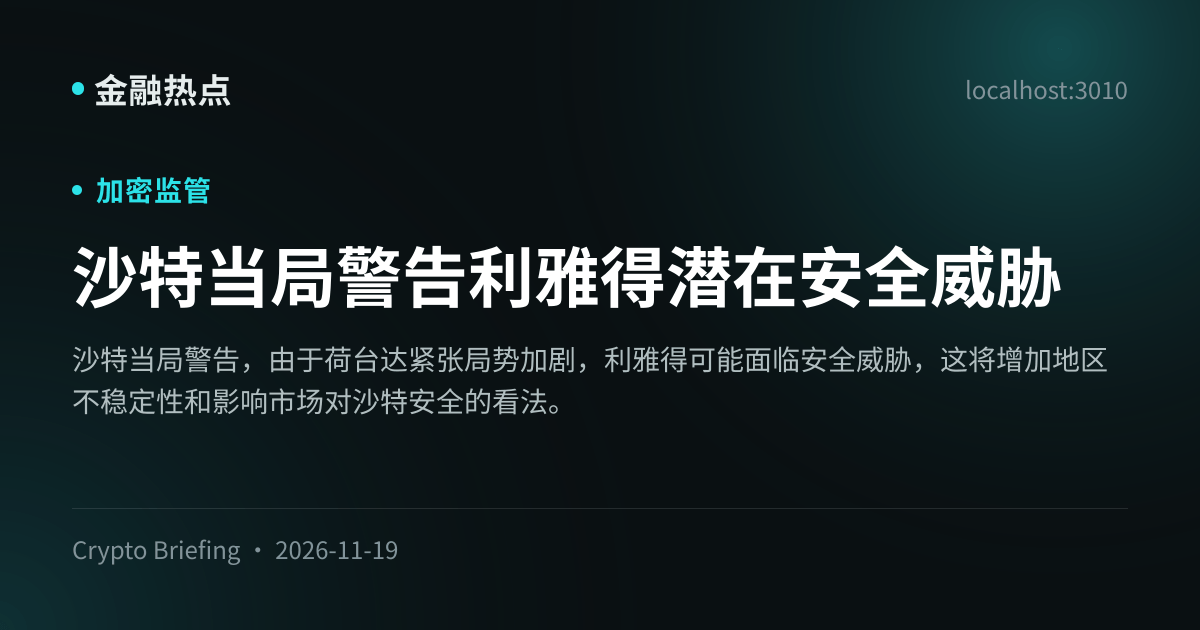 金融热点
localhost:3010
加密监管
沙特当局警告利雅得潜在安全威胁
沙特当局警告，由于荷台达紧张局势加剧，利雅得可能面临安全威胁，这将增加地区
不稳定性和影响市场对沙特安全的看法。
Crypto Briefing · 2026-11-19